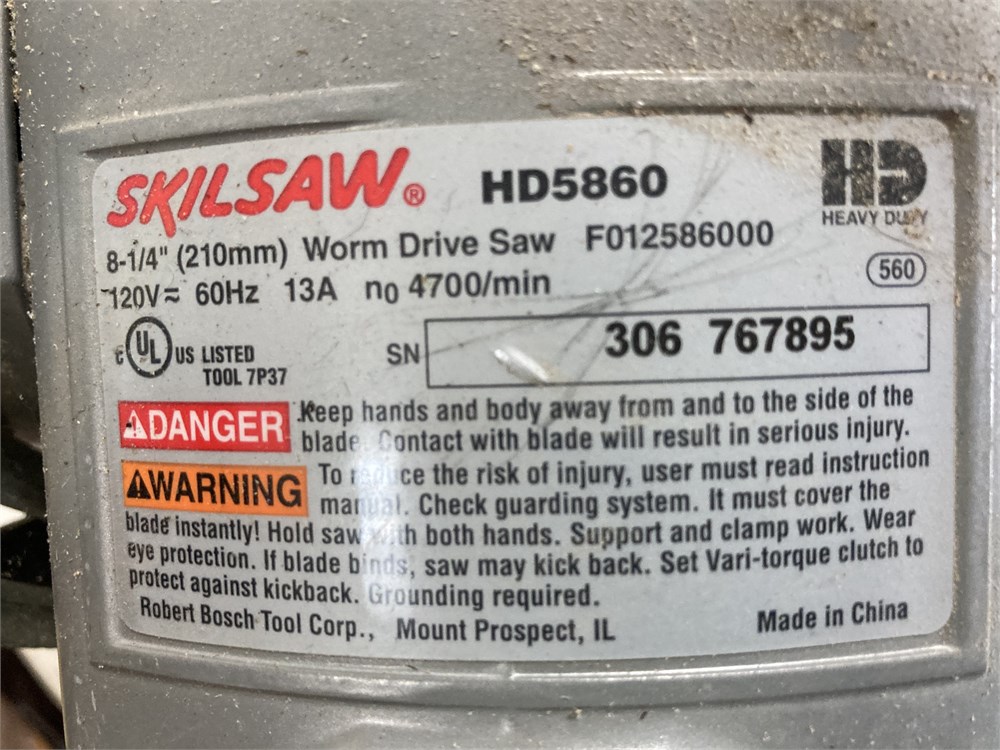 SKILSAW® HD5860
HD
HEAVY DUTY
8-1/4" (210mm) Worm Drive Saw F012586000
120V≂ 60Hz 13A n0 4700/min
560
c UL US LISTED
TOOL 7P37
SN 306 767895
⚠DANGER Keep hands and body away from and to the side of the
blade. Contact with blade will result in serious injury.
⚠WARNING To reduce the risk of injury, user must read instruction
manual. Check guarding system. It must cover the
blade instantly! Hold saw with both hands. Support and clamp work. Wear
eye protection. If blade binds, saw may kick back. Set Vari-torque clutch to
protect against kickback. Grounding required.
Robert Bosch Tool Corp., Mount Prospect, IL Made in China